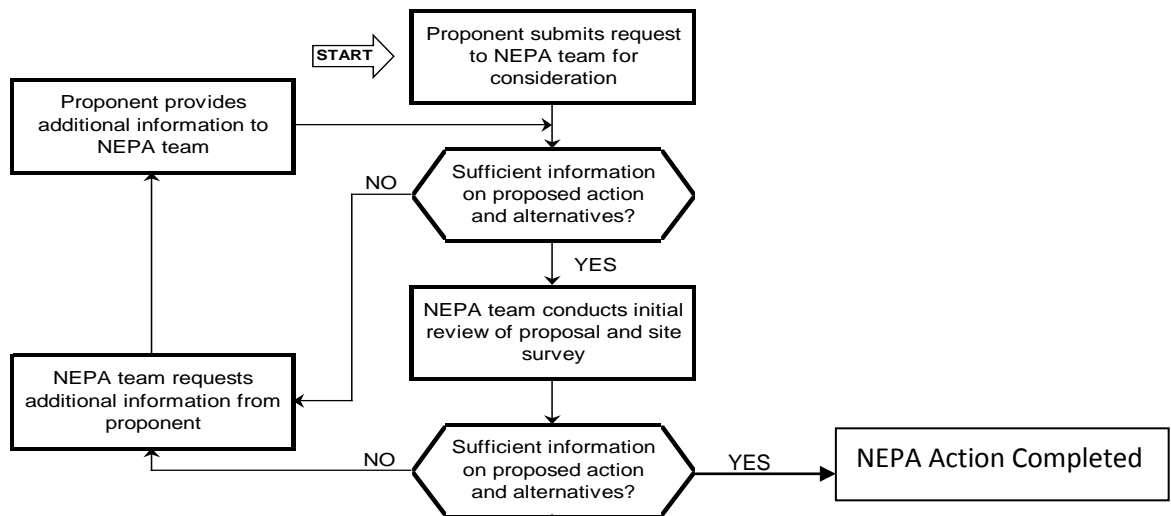 START
Proponent submits request
to NEPA team for
consideration
Proponent provides
additional information to
NEPA team
Sufficient information
on proposed action
and alternatives?
NO
YES
NEPA team conducts initial
review of proposal and site
survey
NEPA team requests
additional information from
proponent
Sufficient information
on proposed action
and alternatives?
NO
YES
NEPA Action Completed